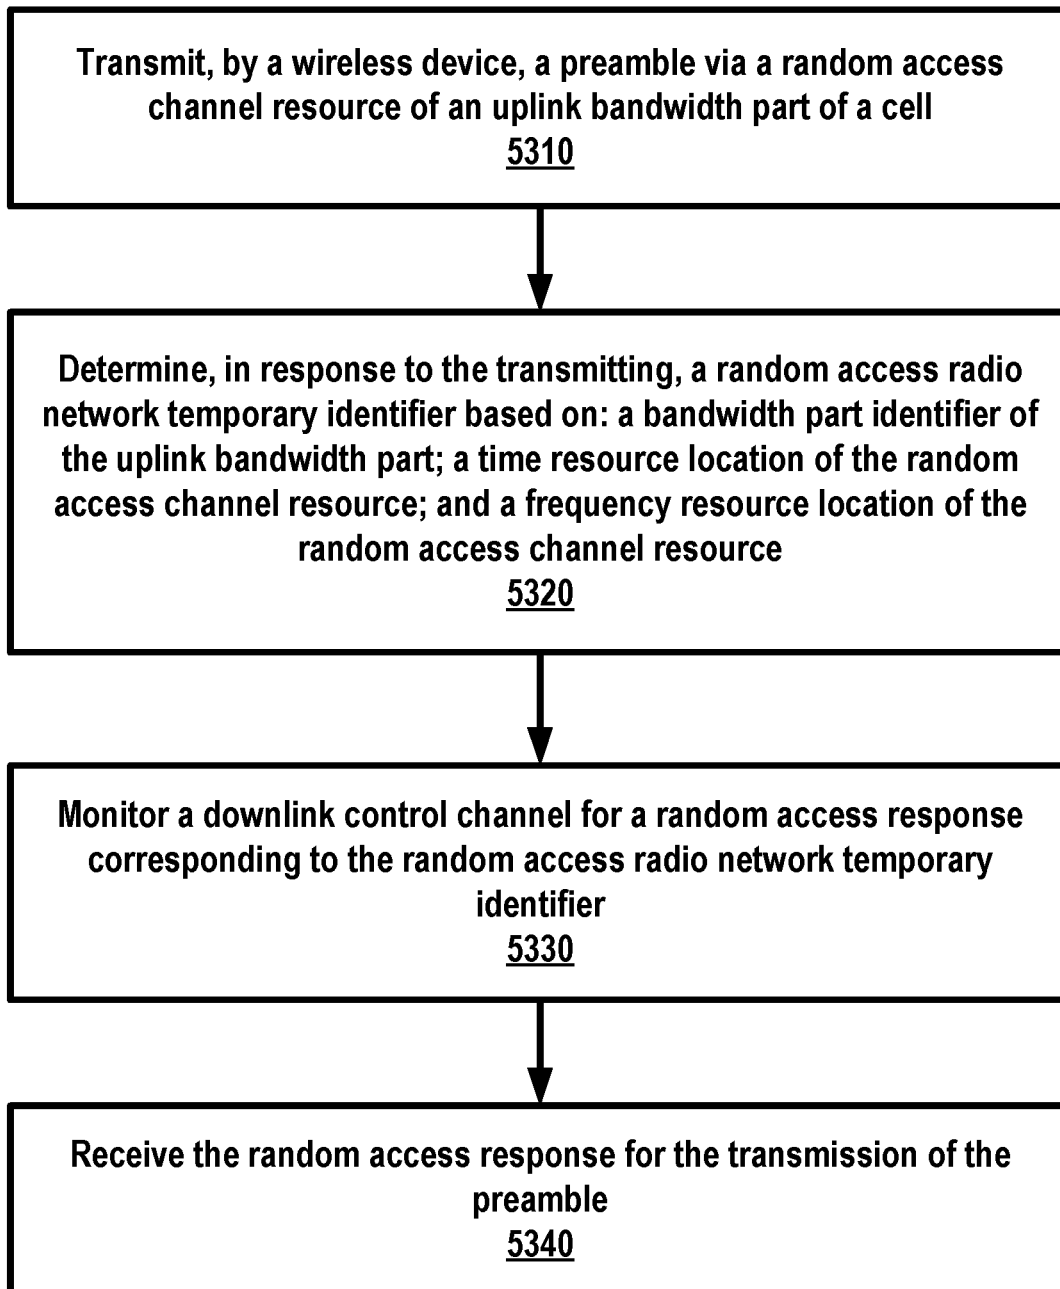 Transmit, by a wireless device, a preamble via a random access
channel resource of an uplink bandwidth part of a cell
5310
Determine, in response to the transmitting, a random access radio
network temporary identifier based on: a bandwidth part identifier of
the uplink bandwidth part; a time resource location of the random
access channel resource; and a frequency resource location of the
random access channel resource
5320
Monitor a downlink control channel for a random access response
corresponding to the random access radio network temporary
identifier
5330
Receive the random access response for the transmission of the
preamble
5340